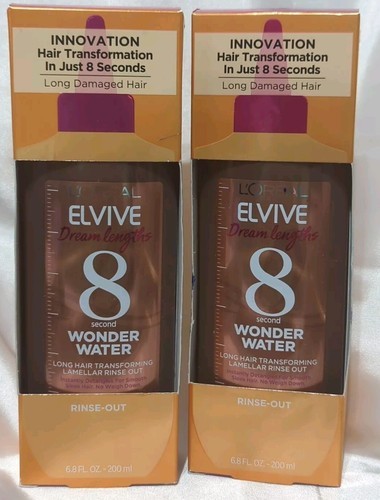 INNOVATION
Hair Transformation
In Just 8 Seconds
Long Damaged Hair
ELVIVE
Dream lengths
8
second
WONDER
WATER
LONG HAIR TRANSFORMING
LAMELLAR RINSE OUT
RINSE-OUT
6.8 FL. OZ. - 200 ml
INNOVATION
Hair Transformation
In Just 8 Seconds
Long Damaged Hair
L'ORÉAL
ELVIVE
Dream lengths
8
second
WONDER
WATER
LONG HAIR TRANSFORMING
LAMELLAR RINSE OUT
RINSE-OUT
6.8 FL. OZ. - 200 ml